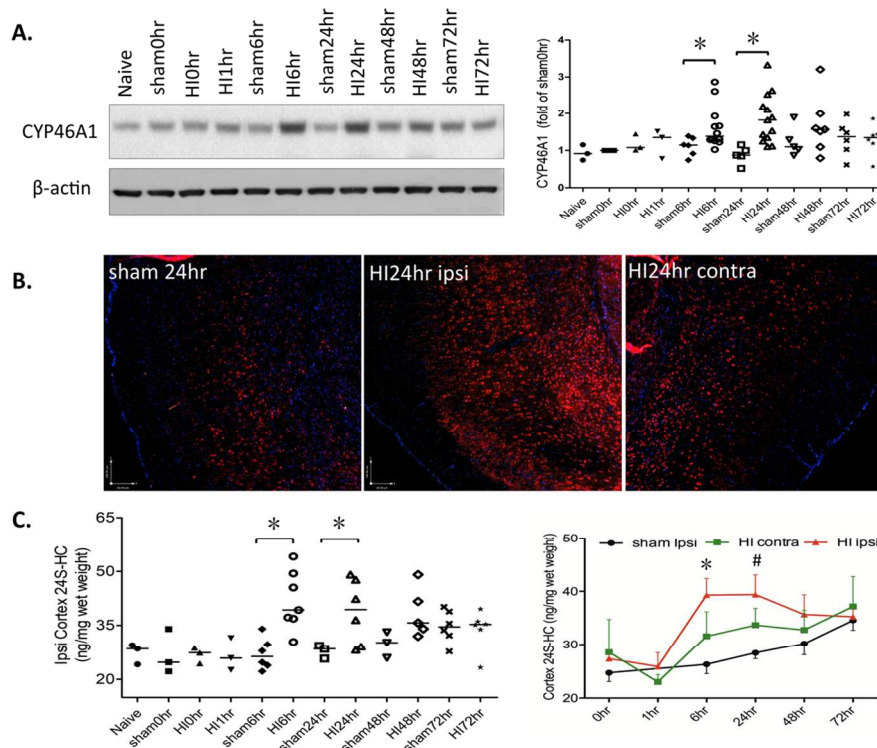 A.
Naive
sham0hr
HI0hr
HI1hr
sham6hr
HI6hr
sham24hr
HI24hr
sham48hr
HI48hr
sham72hr
HI72hr
CYP46A1
β-actin
CYP46A1 (fold of sham0hr)
4
3
2
1
0
*
*
Naive
sham0hr
HI0hr
HI1hr
sham6hr
HI6hr
sham24hr
HI24hr
sham48hr
HI48hr
sham72hr
HI72hr
B.
sham 24hr
HI24hr ipsi
HI24hr contra
C.
Ipsi Cortex 24S-HC
(ng/mg wet weight)
65
55
45
35
25
*
*
Naive
sham0hr
HI0hr
HI1hr
sham6hr
HI6hr
sham24hr
HI24hr
sham48hr
HI48hr
sham72hr
HI72hr
Cortex 24S-HC (ng/mg wet weight)
60
40
30
20
sham Ipsi
HI contra
HI ipsi
*
#
0hr
1hr
6hr
24hr
48hr
72hr